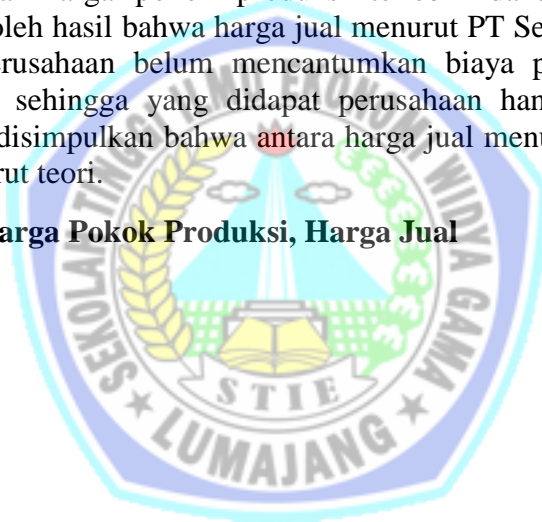 oleh hasil bahwa harga jual menurut PT Se
erusahaan belum mencantumkan biaya p
sehingga yang didapat perusahaan han
disimpulkan bahwa antara harga jual menu
rut teori.
arga Pokok Produksi, Harga Jual
SEKOLAH TINGGI ILMU EKONOMI WIDYA GAMA
STIE
LUMAJANG